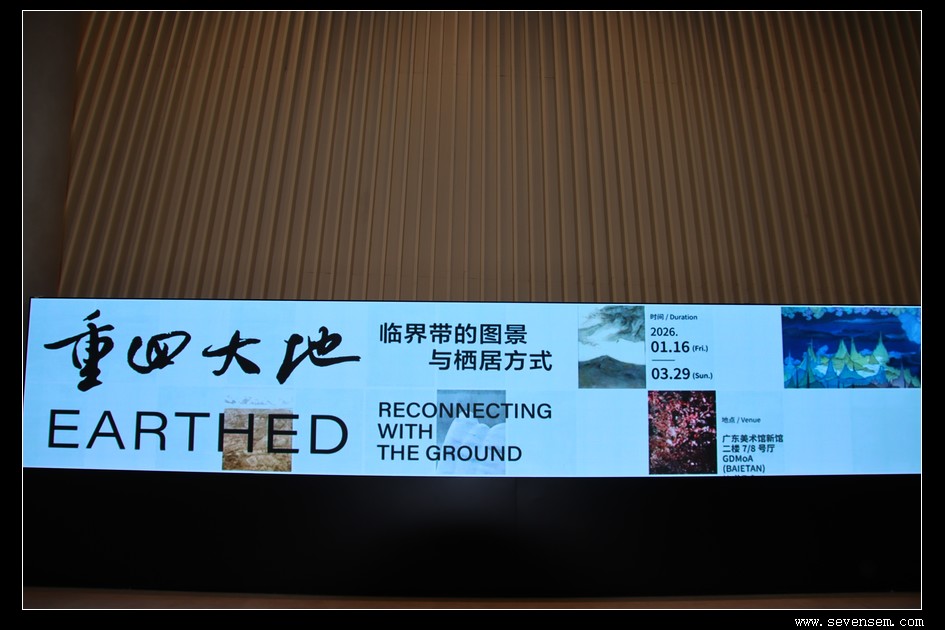 重回大地
EARTHED
临界带的图景
与栖居方式
RECONNECTING
WITH
THE GROUND
时间 / Duration
2026.
01.16 (Fri.)
03.29 (Sun.)
地点 / Venue
广东美术馆新馆
二楼 7/8 号厅
GDMoA
(BAIETAN)
www.sevensem.com